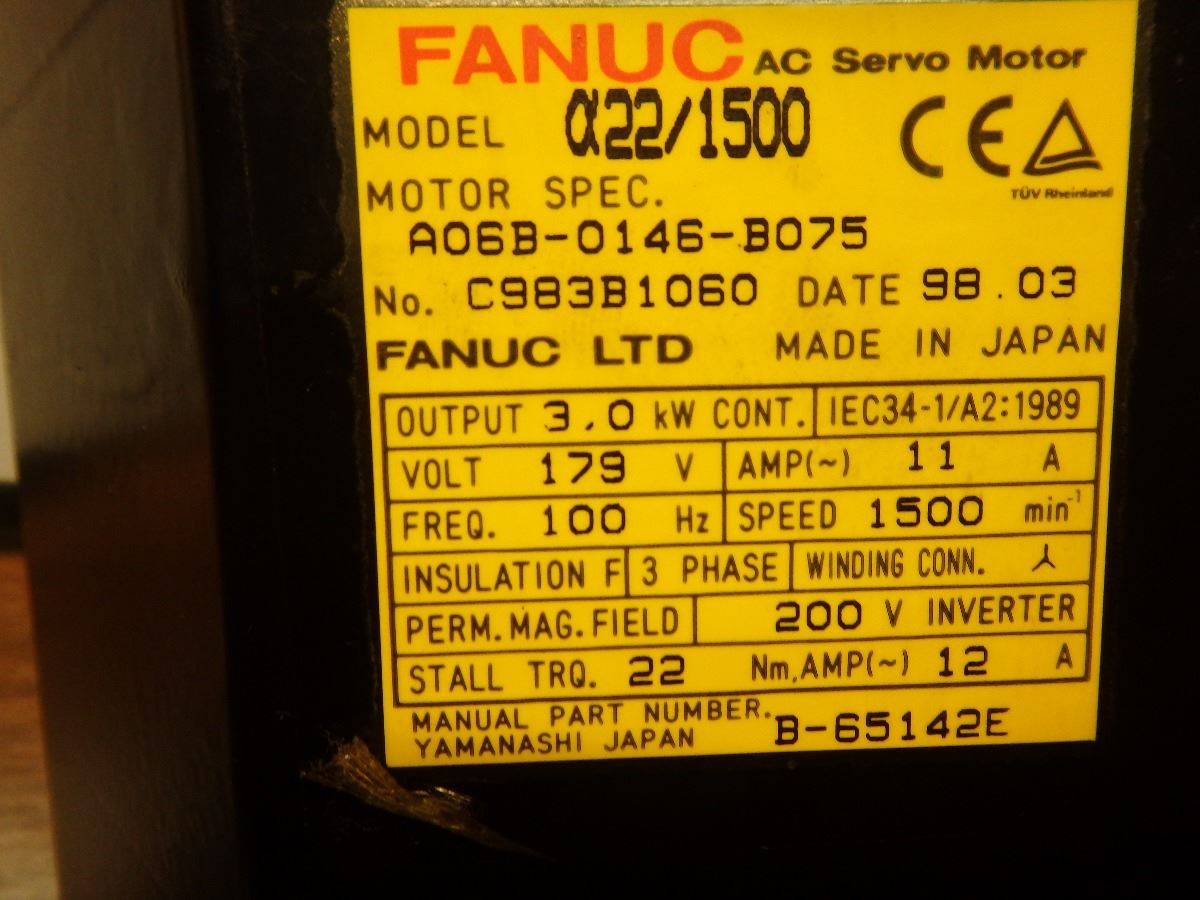 FANUC AC Servo Motor
MODEL α22/1500 CE
TÜV Rheinland
MOTOR SPEC.
A06B-0146-B075
No. C983B1060 DATE 98.03
FANUC LTD MADE IN JAPAN
OUTPUT 3.0 kW CONT. IEC34-1/A2:1989
VOLT 179 V AMP(~) 11 A
FREQ. 100 Hz SPEED 1500 min⁻¹
INSULATION F 3 PHASE WINDING CONN.
PERM.MAG.FIELD 200 V INVERTER
STALL TRQ. 22 Nm,AMP(~) 12 A
MANUAL PART NUMBER. B-65142E
YAMANASHI JAPAN